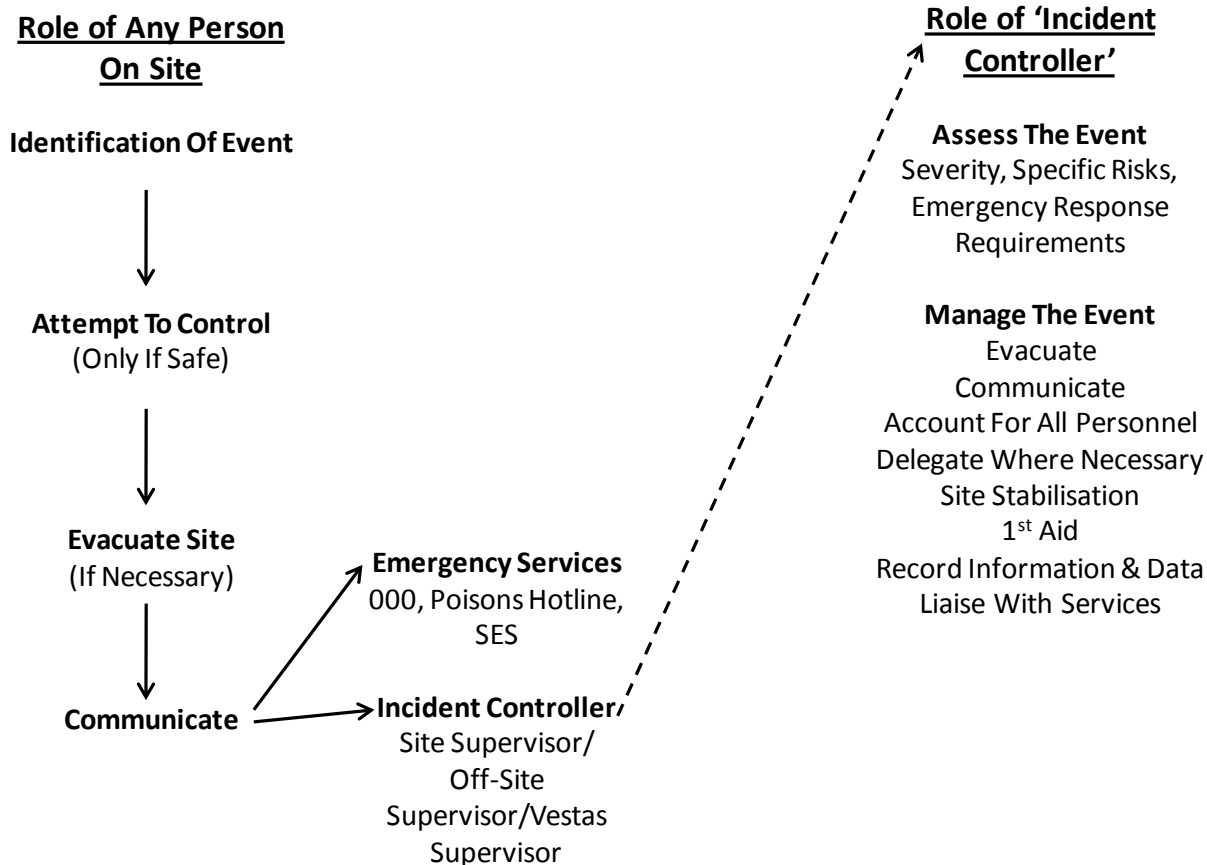 Role of Any Person
On Site
Identification Of Event
Attempt To Control
(Only If Safe)
Evacuate Site
(If Necessary)
Communicate
Emergency Services
000, Poisons Hotline,
SES
Incident Controller
Site Supervisor/
Off-Site
Supervisor/Vestas
Supervisor
Role of ‘Incident
Controller’
Assess The Event
Severity, Specific Risks,
Emergency Response
Requirements
Manage The Event
Evacuate
Communicate
Account For All Personnel
Delegate Where Necessary
Site Stabilisation
1st Aid
Record Information & Data
Liaise With Services